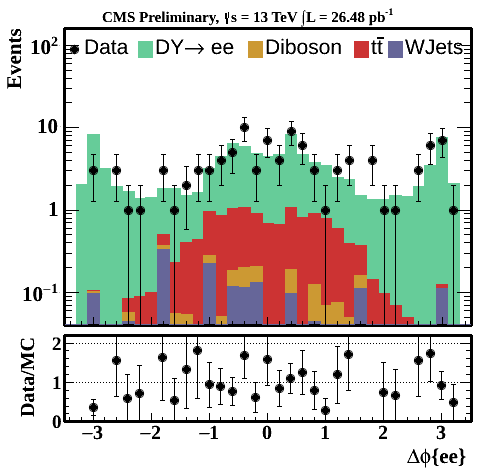 CMS Preliminary, √s = 13 TeV ∫L = 26.48 pb⁻¹
Events
10²
Data DY→ ee Diboson tt̄ WJets
10
1
10⁻¹
Data/MC
2
1
0
−3 −2 −1 0 1 2 3
Δϕ{ee}